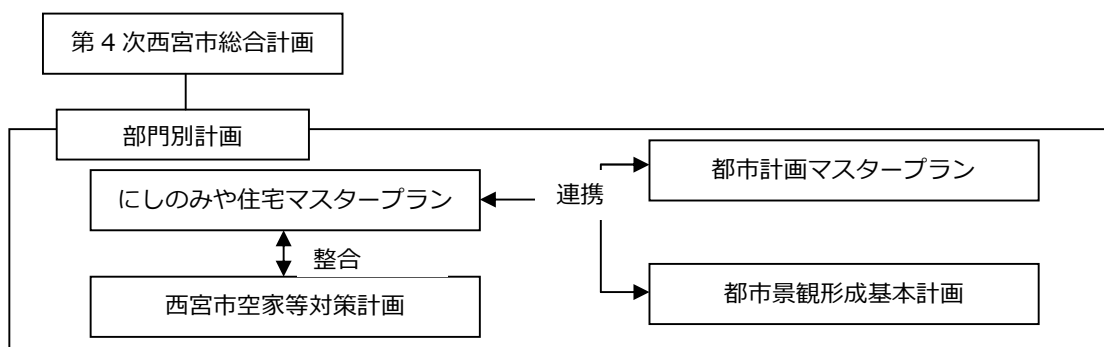 第4次西宮市総合計画
部門別計画
にしのみや住宅マスタープラン
連携
都市計画マスタープラン
整合
西宮市空家等対策計画
都市景観形成基本計画